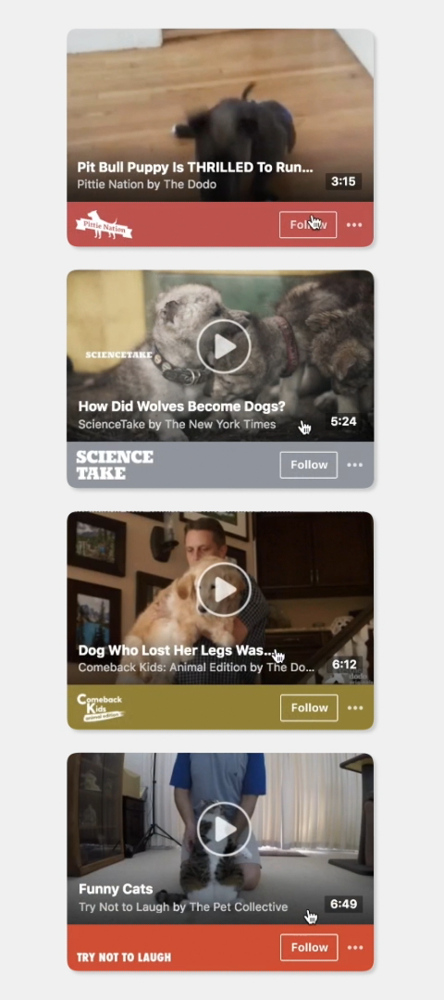 Pit Bull Puppy Is THRILLED To Run...
Pittie Nation by The Dodo
3:15
Pittie Nation
Follow
SCIENCETAKE
How Did Wolves Become Dogs?
ScienceTake by The New York Times
5:24
SCIENCE
TAKE
Follow
Dog Who Lost Her Legs Was...
Comeback Kids: Animal Edition by The Do...
6:12
dodo
Comeback
Kids
animal edition
Follow
Funny Cats
Try Not to Laugh by The Pet Collective
6:49
TRY NOT TO LAUGH
Follow